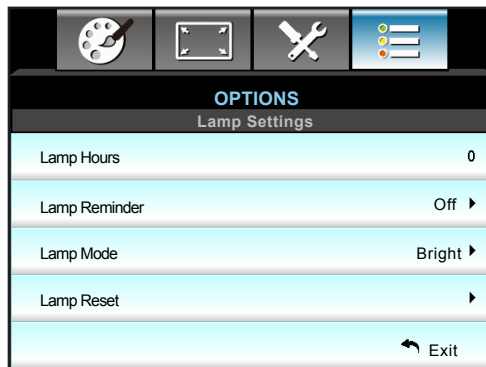 OPTIONS
Lamp Settings
Lamp Hours 0
Lamp Reminder Off
Lamp Mode Bright
Lamp Reset
Exit